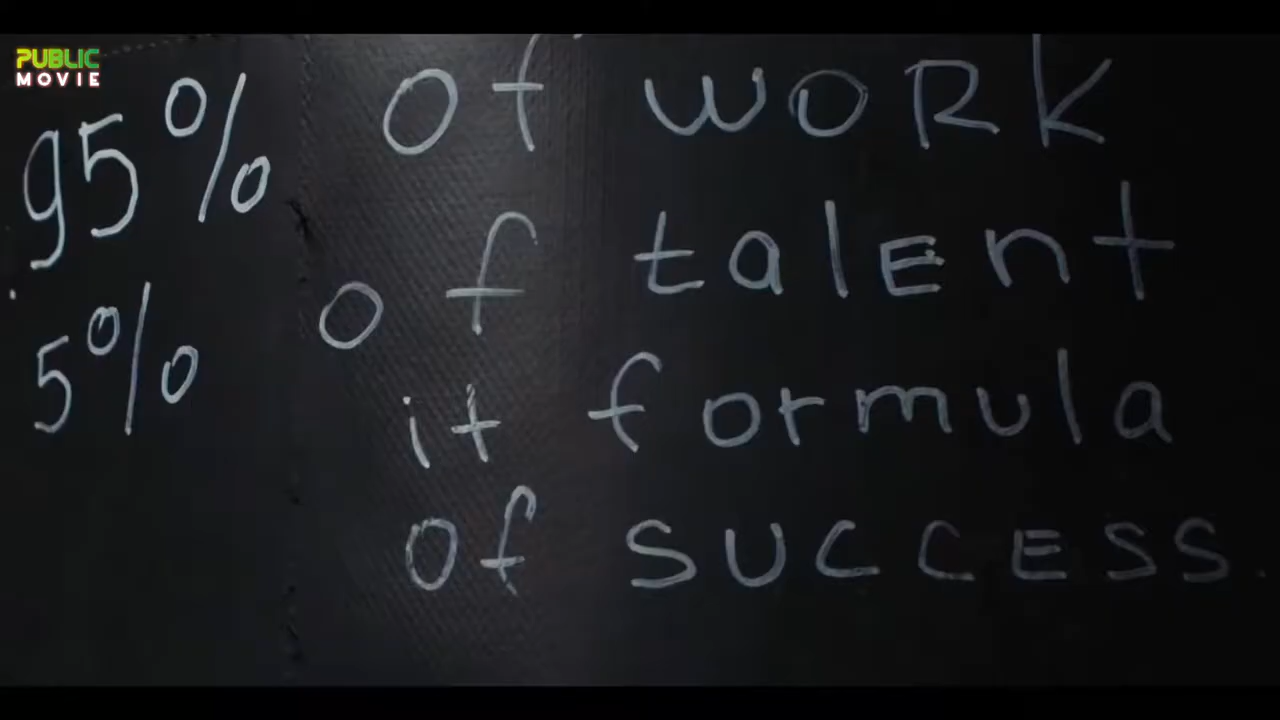 PUBLIC
MOVIE
95% Of WORK
5% of talEnt
it formula
Of SUCCESS.